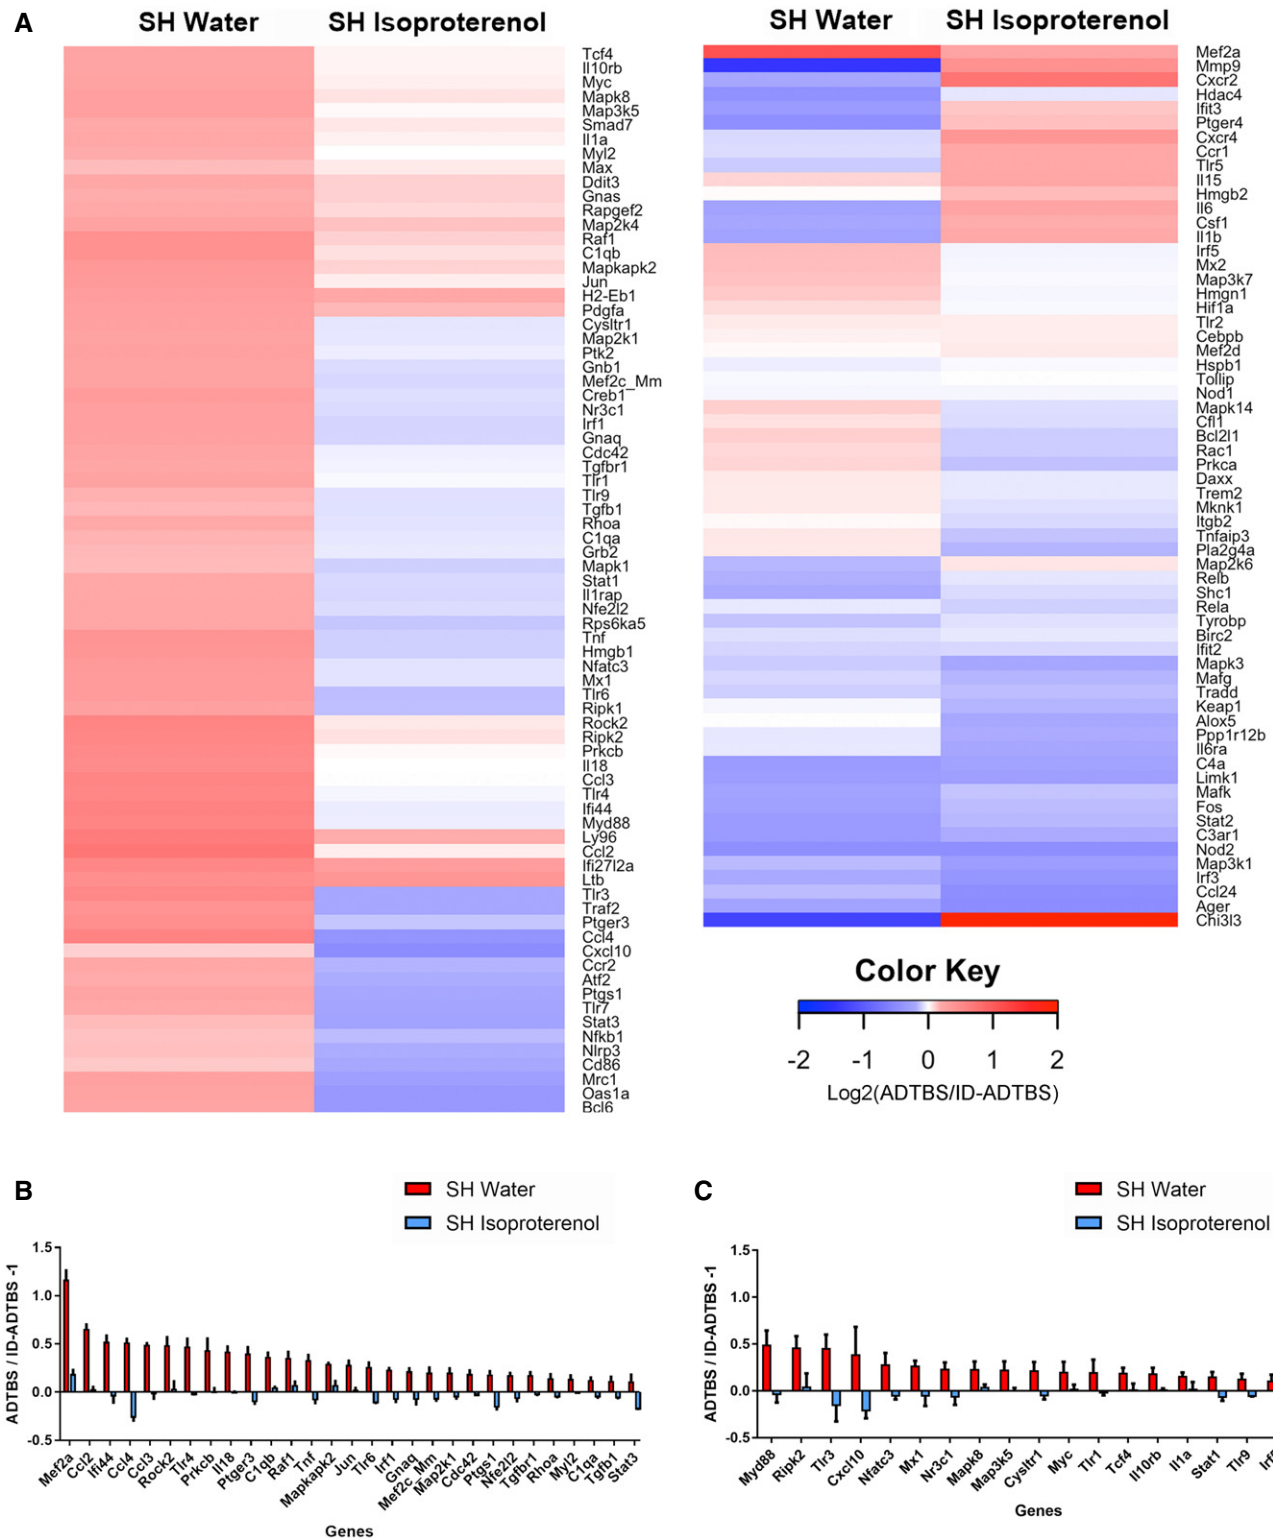 A
SH Water SH Isoproterenol
Tcf4
Il10rb
Myc
Mapk8
Map3k5
Smad7
Il1a
Myl2
Max
Ddit3
Gnas
Rapgef2
Map2k4
Raf1
C1qb
Mapkapk2
Jun
H2-Eb1
Pdgfa
Cysltr1
Map2k1
Ptk2
Gnb1
Mef2c_Mm
Creb1
Nr3c1
Irf1
Gnaq
Cdc42
Tgfbr1
Tlr1
Tlr9
Tgfb1
Rhoa
C1qa
Grb2
Mapk1
Stat1
Il1rap
Nfe2l2
Rps6ka5
Tnf
Hmgb1
Nfatc3
Mx1
Tlr6
Ripk1
Rock2
Ripk2
Prkcb
Il18
Ccl3
Tlr4
Ifi44
Myd88
Ly96
Ccl2
Ifi27l2a
Ltb
Tlr3
Traf2
Ptger3
Ccl4
Cxcl10
Ccr2
Atf2
Ptgs1
Tlr7
Stat3
Nfkb1
Nlrp3
Cd86
Mrc1
Oas1a
Bcl6
SH Water SH Isoproterenol
Mef2a
Mmp9
Cxcr2
Hdac4
Ifit3
Ptger4
Cxcr4
Ccr1
Tlr5
Il15
Hmgb2
Il6
Csf1
Il1b
Irf5
Mx2
Map3k7
Hmgn1
Hif1a
Tlr2
Cebpb
Mef2d
Hspb1
Tollip
Nod1
Mapk14
Cfl1
Bcl2l1
Rac1
Prkca
Daxx
Trem2
Mknk1
Itgb2
Tnfaip3
Pla2g4a
Map2k6
Relb
Shc1
Rela
Tyrobp
Birc2
Ifit2
Mapk3
Mafg
Tradd
Keap1
Alox5
Ppp1r12b
Il6ra
C4a
Limk1
Mafk
Fos
Stat2
C3ar1
Nod2
Map3k1
Irf3
Ccl24
Ager
Chi3l3
Color Key
-2 -1 0 1 2
Log2(ADTBS/ID-ADTBS)
B
SH Water
SH Isoproterenol
ADTBS / ID-ADTBS -1
1.5
1.0
0.5
0.0
-0.5
Mef2a Ccl2 Ifi44 Ccl4 Ccl3 Rock2 Tlr4 Prkcb Il18 Ptger3 C1qb Raf1 Tnf Mapkapk2 Jun Tlr6 Irf1 Gnaq Mef2c_Mm Map2k1 Cdc42 Ptgs1 Nfe2l2 Tgfbr1 Rhoa Myl2 C1qa Tgfb1 Stat3
Genes
C
SH Water
SH Isoproterenol
ADTBS / ID-ADTBS -1
1.5
1.0
0.5
0.0
-0.5
Myd88 Ripk2 Tlr3 Cxcl10 Nfatc3 Mx1 Nr3c1 Mapk8 Map3k5 Cysltr1 Myc Tlr1 Tcf4 Il10rb Il1a Stat1 Tlr9
Genes